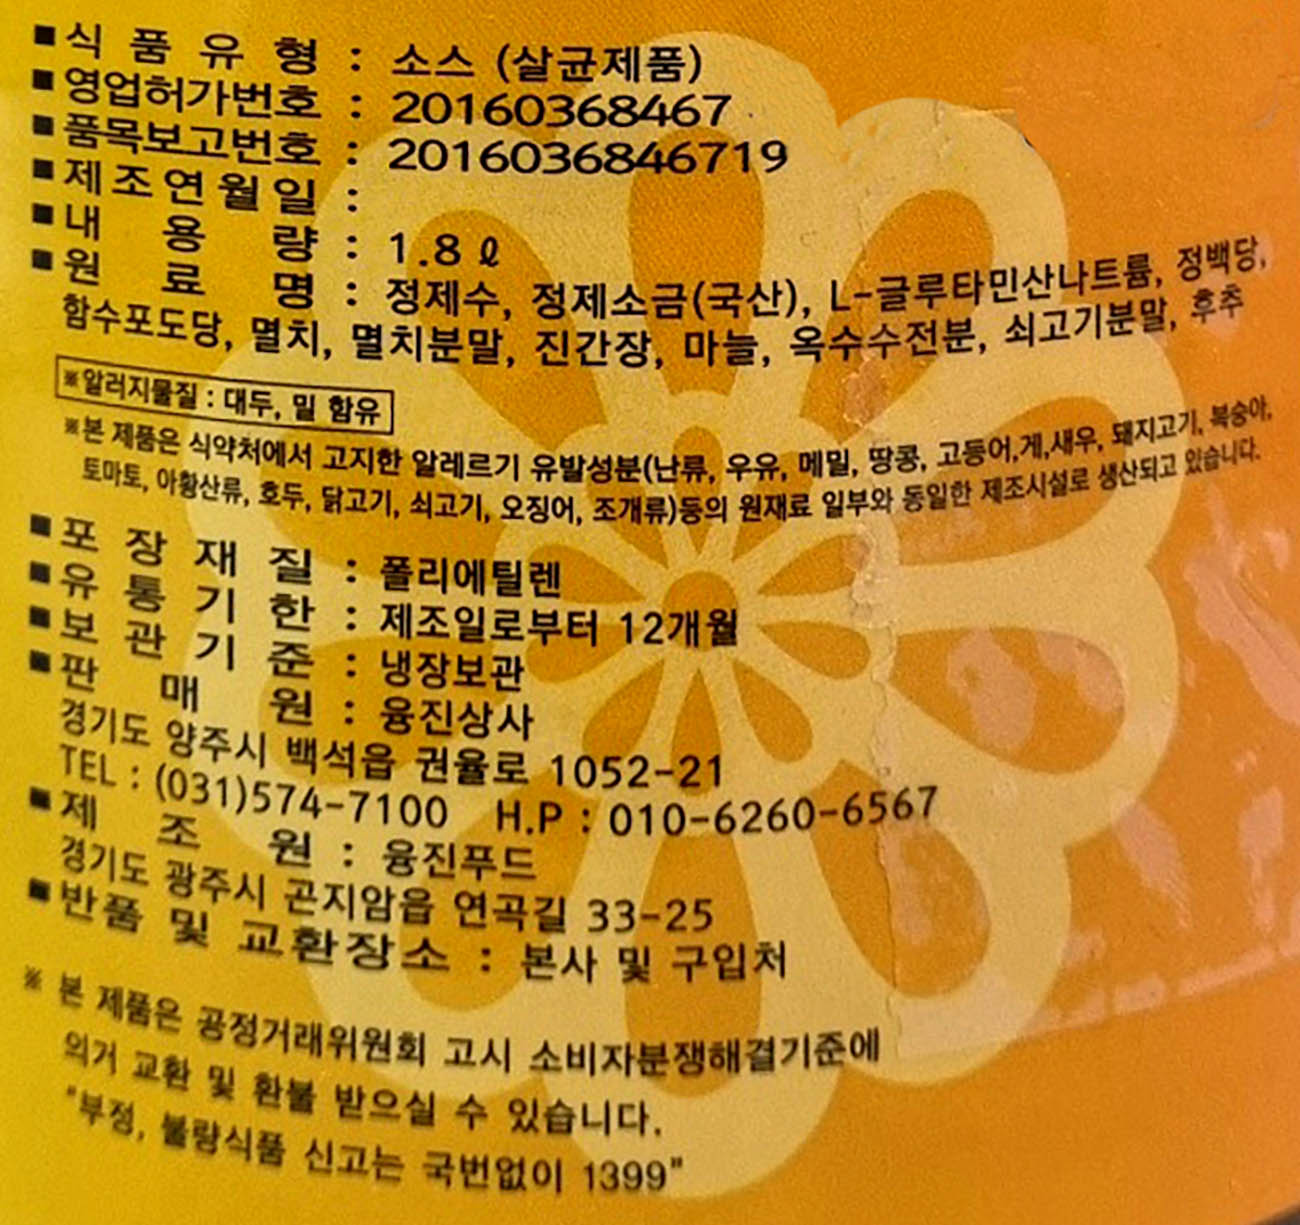 ■식 품 유 형 : 소스 (살균제품)
■영업허가번호 : 20160368467
■품목보고번호 : 2016036846719
■제조연월일 :
■내 용 량 : 1.8 ℓ
■원 료 명 : 정제수, 정제소금(국산), L-글루타민산나트륨, 정백당,
함수포도당, 멸치, 멸치분말, 진간장, 마늘, 옥수수전분, 쇠고기분말, 후추
※알러지물질 : 대두, 밀 함유
※본 제품은 식약처에서 고지한 알레르기 유발성분(난류, 우유, 메밀, 땅콩, 고등어,게,새우, 돼지고기, 복숭아,
토마토, 아황산류, 호두, 닭고기, 쇠고기, 오징어, 조개류)등의 원재료 일부와 동일한 제조시설로 생산되고 있습니다.
■포 장 재 질 : 폴리에틸렌
■유 통 기 한 : 제조일로부터 12개월
■보 관 기 준 : 냉장보관
■판 매 원 : 융진상사
경기도 양주시 백석읍 권율로 1052-21
TEL : (031)574-7100 H.P : 010-6260-6567
■제 조 원 : 융진푸드
경기도 광주시 곤지암읍 연곡길 33-25
■반품 및 교환장소 : 본사 및 구입처
※ 본 제품은 공정거래위원회 고시 소비자분쟁해결기준에
의거 교환 및 환불 받으실 수 있습니다.
"부정, 불량식품 신고는 국번없이 1399"